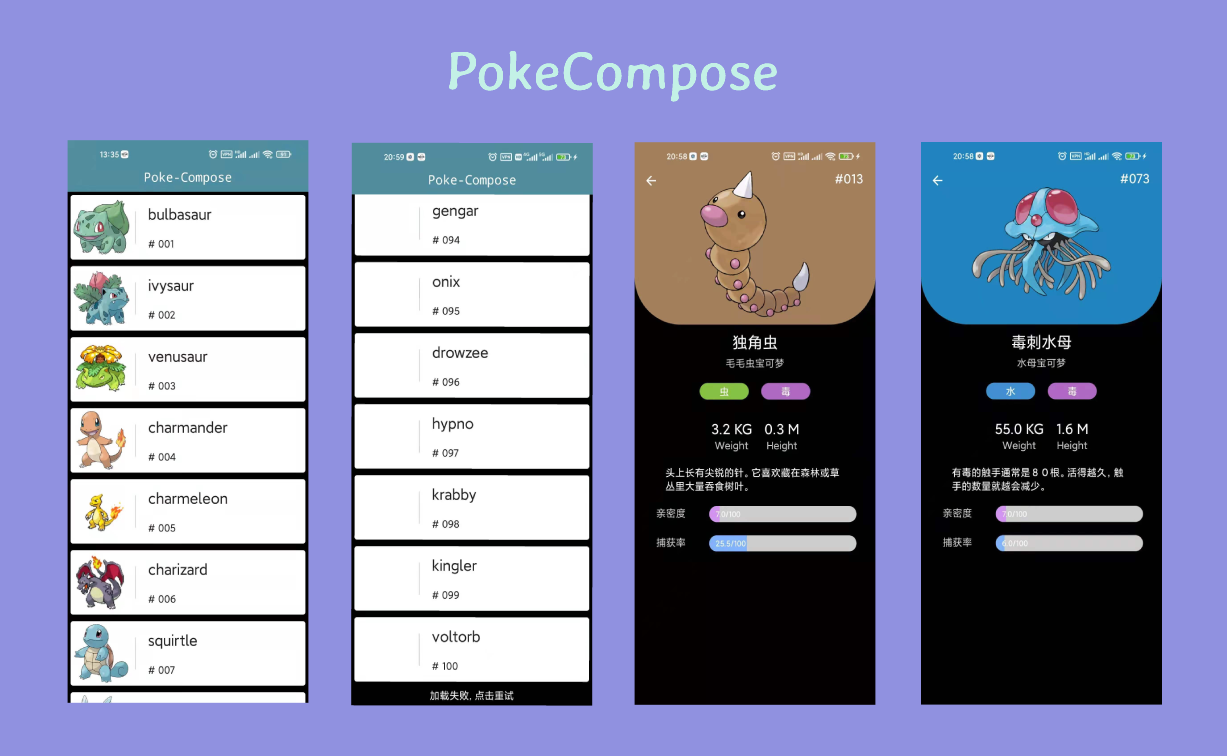 PokeCompose
13:35
Poke-Compose
bulbasaur
# 001
ivysaur
# 002
venusaur
# 003
charmander
# 004
charmeleon
# 005
charizard
# 006
squirtle
# 007
20:59
Poke-Compose
gengar
# 094
onix
# 095
drowzee
# 096
hypno
# 097
krabby
# 098
kingler
# 099
voltorb
# 100
加载失败, 点击重试
20:58
#013
独角虫
毛毛虫宝可梦
虫 毒
3.2 KG 0.3 M
Weight Height
头上长有尖锐的针。它喜欢藏在森林或草
丛里大量吞食树叶。
亲密度 7.0/100
捕获率 25.5/100
20:58
#073
毒刺水母
水母宝可梦
水 毒
55.0 KG 1.6 M
Weight Height
有毒的触手通常是８０根。活得越久，触
手的数量就越会减少。
亲密度 7.0/100
捕获率